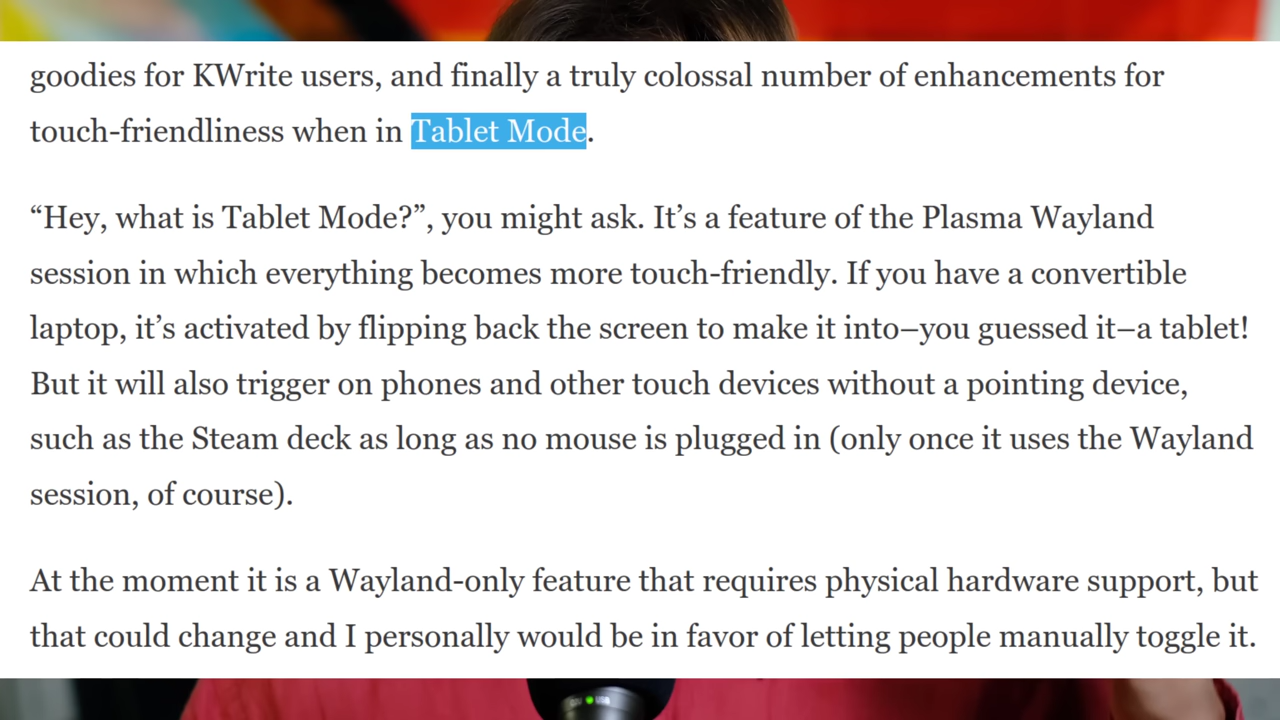 goodies for KWrite users, and finally a truly colossal number of enhancements for
touch-friendliness when in Tablet Mode.
“Hey, what is Tablet Mode?”, you might ask. It’s a feature of the Plasma Wayland
session in which everything becomes more touch-friendly. If you have a convertible
laptop, it’s activated by flipping back the screen to make it into–you guessed it–a tablet!
But it will also trigger on phones and other touch devices without a pointing device,
such as the Steam deck as long as no mouse is plugged in (only once it uses the Wayland
session, of course).
At the moment it is a Wayland-only feature that requires physical hardware support, but
that could change and I personally would be in favor of letting people manually toggle it.